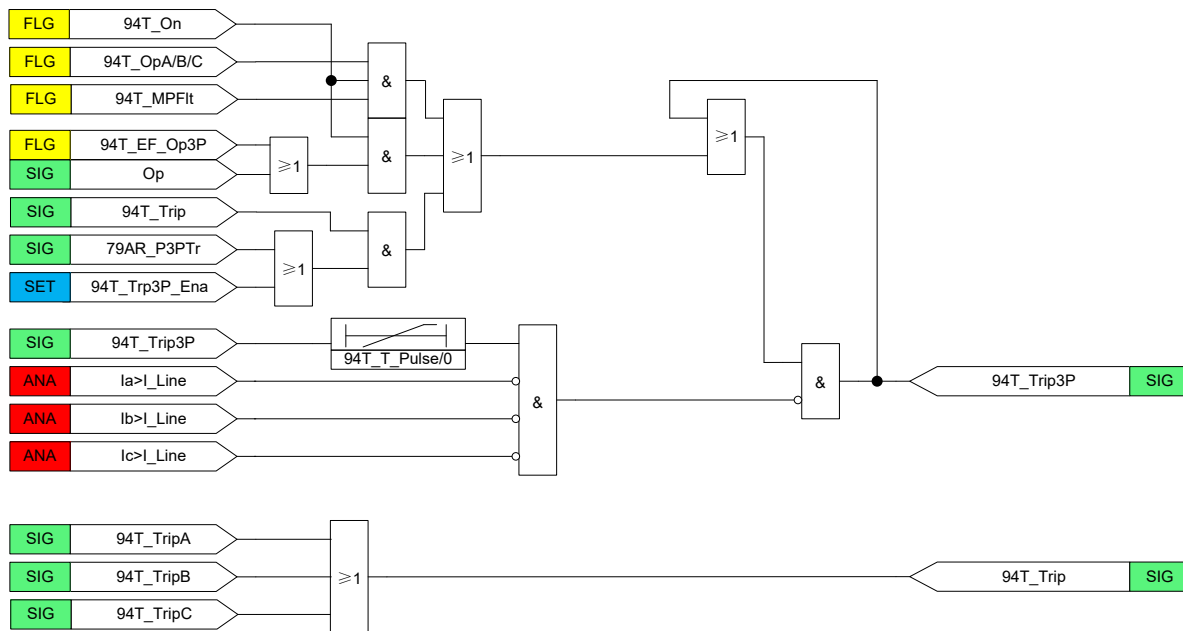 FLG 94T_On
FLG 94T_OpA/B/C
&
FLG 94T_MPFlt
≥1
FLG 94T_EF_Op3P
&
≥1
≥1
SIG Op
SIG 94T_Trip
SIG 79AR_P3PTr
&
≥1
SET 94T_Trp3P_Ena
SIG 94T_Trip3P
94T_T_Pulse/0
ANA Ia>I_Line
& 94T_Trip3P SIG
&
ANA Ib>I_Line
ANA Ic>I_Line
SIG 94T_TripA
SIG 94T_TripB ≥1 94T_Trip SIG
SIG 94T_TripC